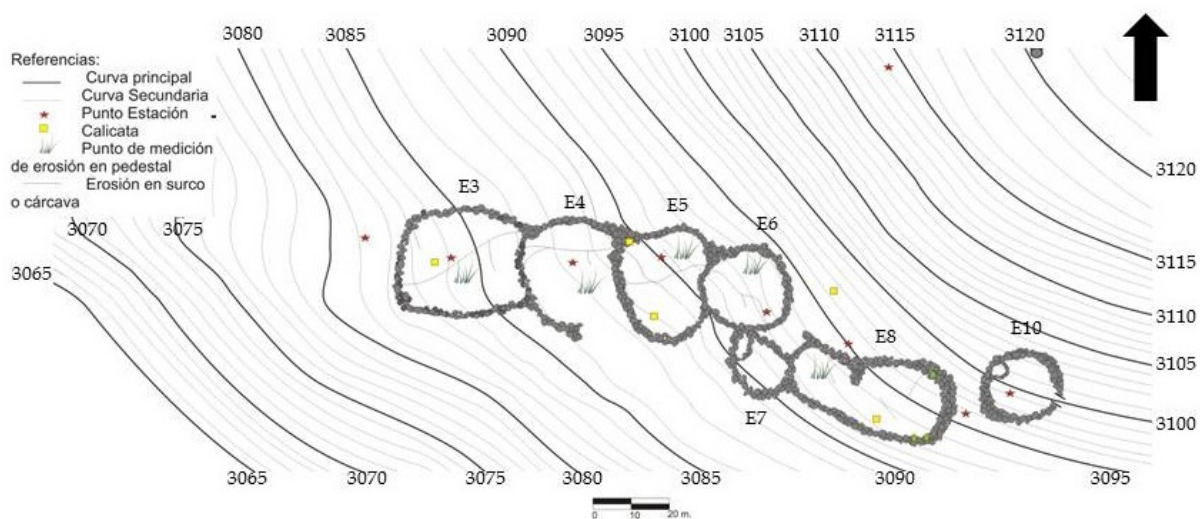 3080 3085 3090 3095 3100 3105 3110 3115 3120
Referencias:
Curva principal
Curva Secundaria
Punto Estación
Calicata
Punto de medición
de erosión en pedestal
Erosión en surco
o cárcava
3120
E3
E4
E5
E6
3070 3075
3065
3115
3110
E8
E10
3105
E7
3100
3065 3070 3075 3080 3085 3090 3095
0 10 20 m.